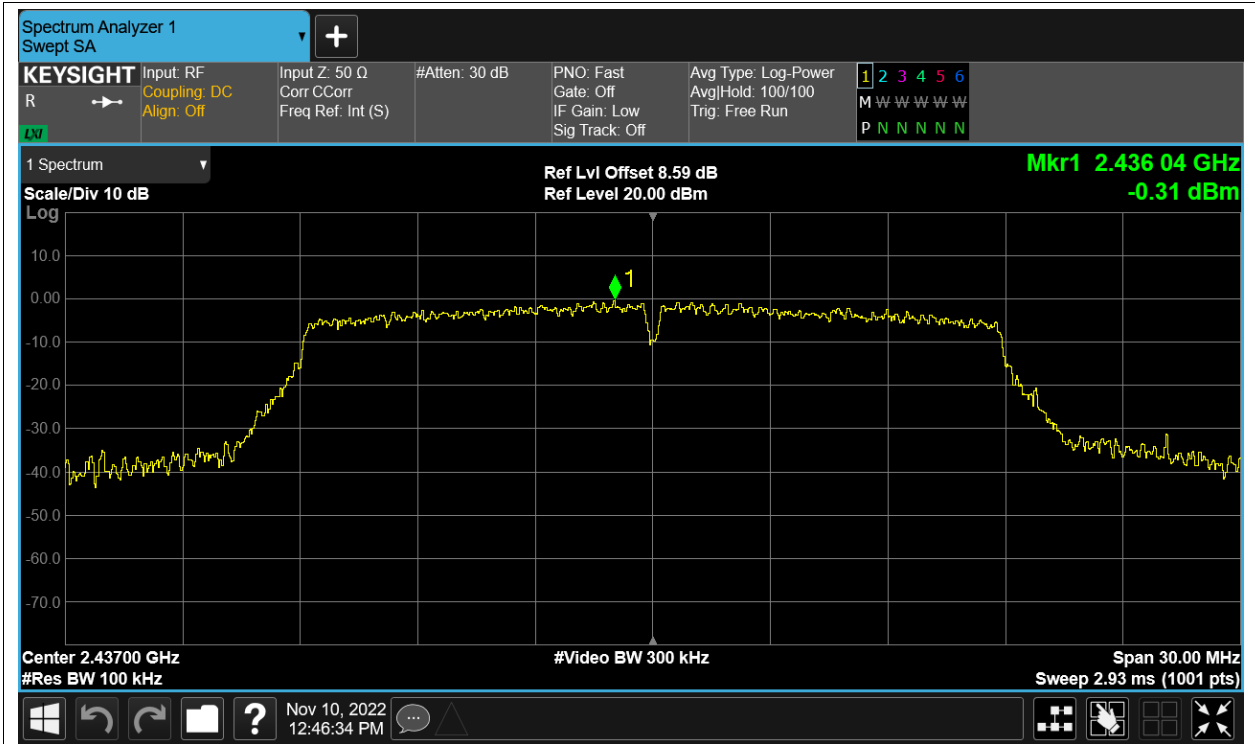 Spectrum Analyzer 1
Swept SA
KEYSIGHT
R
LXI
Input: RF
Coupling: DC
Align: Off
Input Z: 50 Ω
Corr CCorr
Freq Ref: Int (S)
#Atten: 30 dB
PNO: Fast
Gate: Off
IF Gain: Low
Sig Track: Off
Avg Type: Log-Power
Avg|Hold: 100/100
Trig: Free Run
1 2 3 4 5 6
M W W W W W
P N N N N N
1 Spectrum
Scale/Div 10 dB
Log
Ref Lvl Offset 8.59 dB
Ref Level 20.00 dBm
Mkr1 2.436 04 GHz
-0.31 dBm
1
10.0
0.00
-10.0
-20.0
-30.0
-40.0
-50.0
-60.0
-70.0
Center 2.43700 GHz
#Res BW 100 kHz
#Video BW 300 kHz
Span 30.00 MHz
Sweep 2.93 ms (1001 pts)
?
Nov 10, 2022
12:46:34 PM